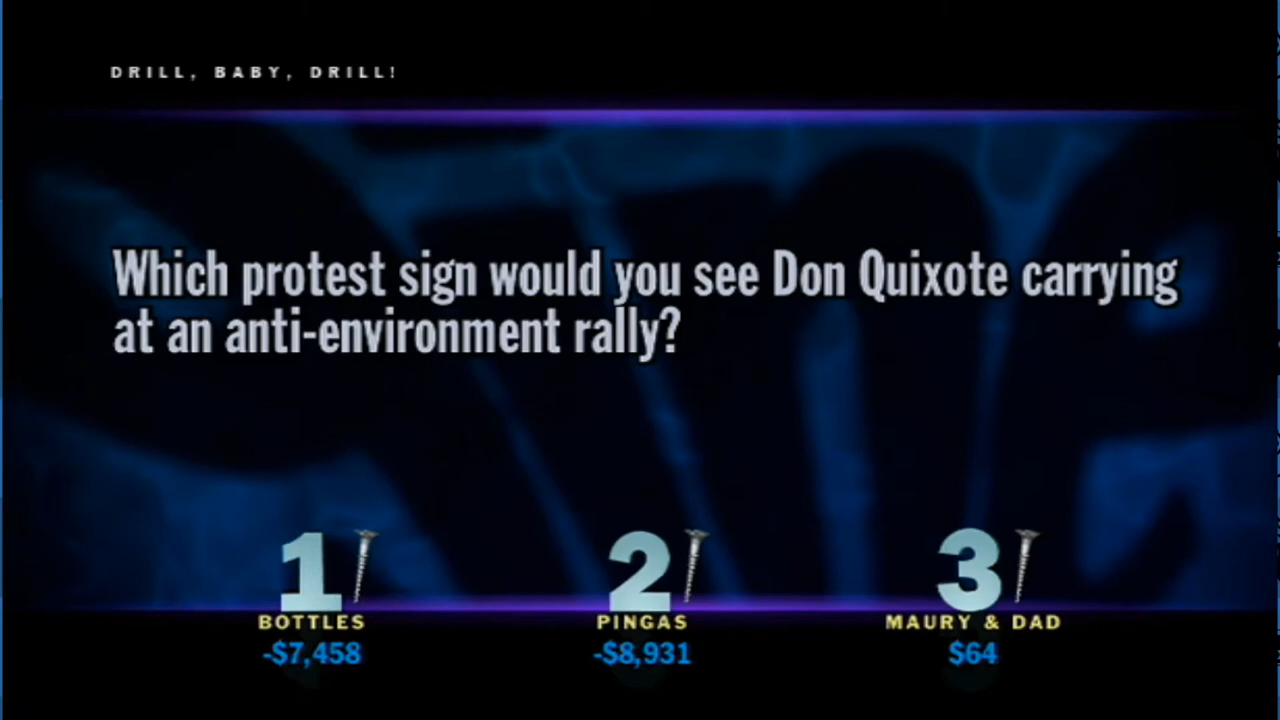 DRILL, BABY, DRILL!
Which protest sign would you see Don Quixote carrying
at an anti-environment rally?
1 2 3
BOTTLES PINGAS MAURY & DAD
-$7,458 -$8,931 $64